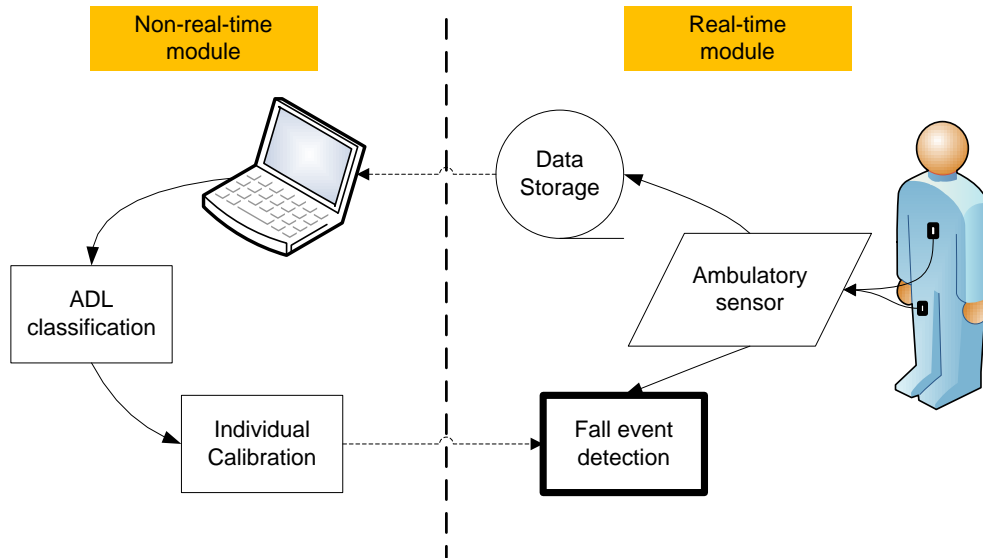 Non-real-time
module
Real-time
module
Data
Storage
ADL
classification
Ambulatory
sensor
Individual
Calibration
Fall event
detection